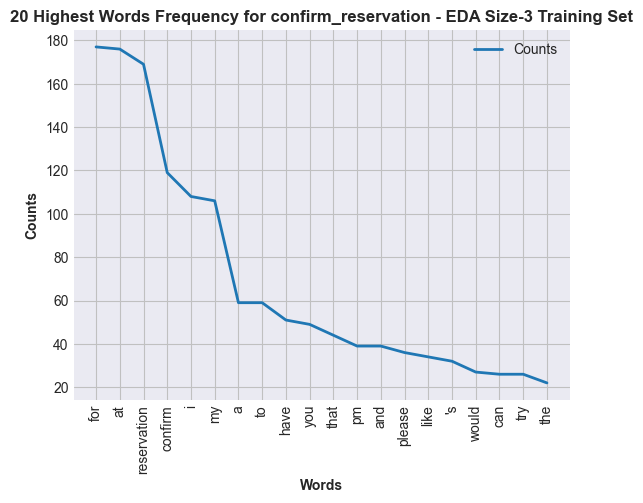 20 Highest Words Frequency for confirm_reservation - EDA Size-3 Training Set
Counts
180
160
140
120
100
80
60
40
20
Counts
for
at
reservation
confirm
i
my
a
to
have
you
that
pm
and
please
like
's
would
can
try
the
Words